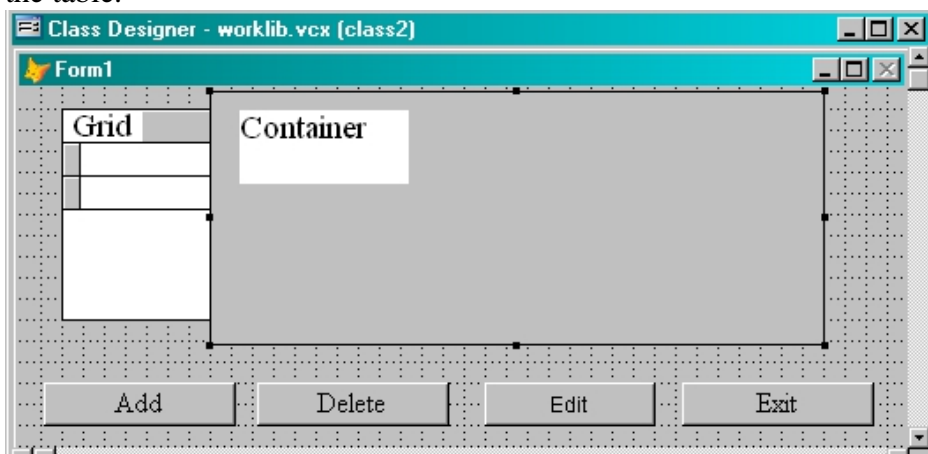 the table.
Class Designer - worklib.vcx (class2)
Form1
Grid
Container
Add Delete Edit Exit